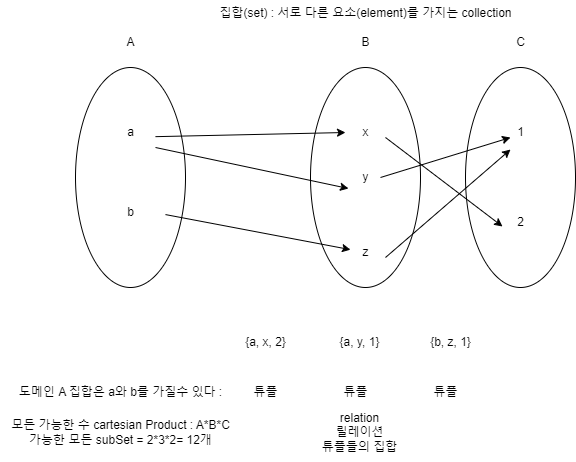 집합(set) : 서로 다른 요소(element)를 가지는 collection
A B C
a x 1
y
b z 2
{a, x, 2} {a, y, 1} {b, z, 1}
도메인 A 집합은 a와 b를 가질수 있다 : 튜플 튜플 튜플
모든 가능한 수 cartesian Product : A*B*C
가능한 모든 subSet = 2*3*2= 12개
relation
릴레이션
튜플들의 집합